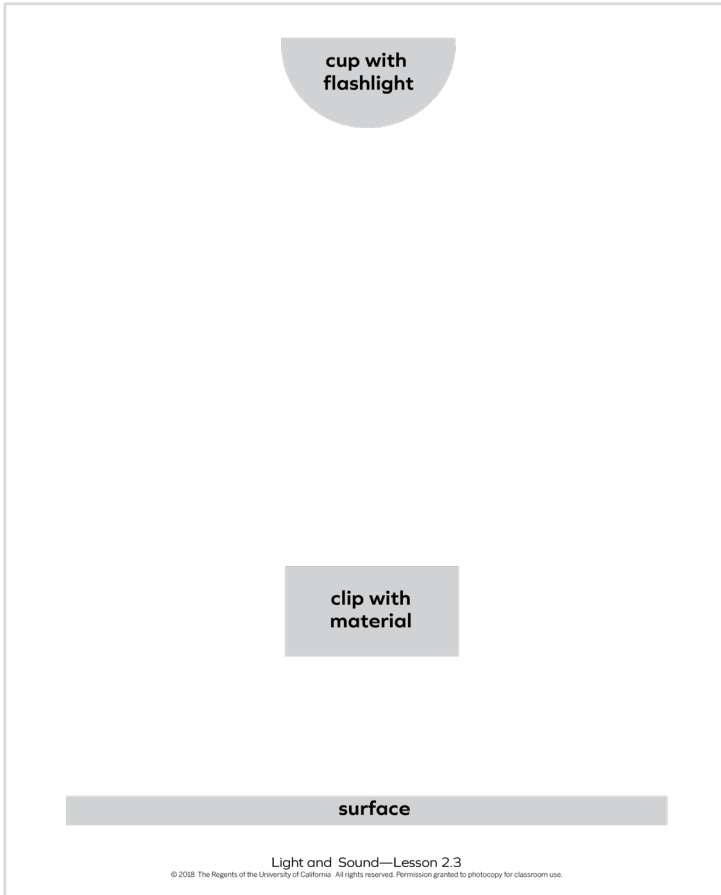 cup with
flashlight
clip with
material
surface
Light and Sound—Lesson 2.3
© 2018 The Regents of the University of California All rights reserved. Permission granted to photocopy for classroom use.